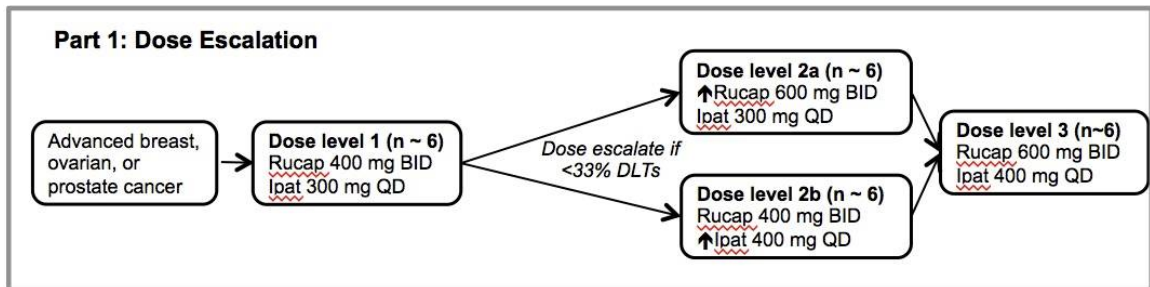 Part 1: Dose Escalation
Advanced breast,
ovarian, or
prostate cancer
Dose level 1 (n ~ 6)
Rucap 400 mg BID
Ipat 300 mg QD
Dose escalate if
<33% DLTs
Dose level 2a (n ~ 6)
↑Rucap 600 mg BID
Ipat 300 mg QD
Dose level 2b (n ~ 6)
Rucap 400 mg BID
↑Ipat 400 mg QD
Dose level 3 (n~6)
Rucap 600 mg BID
Ipat 400 mg QD